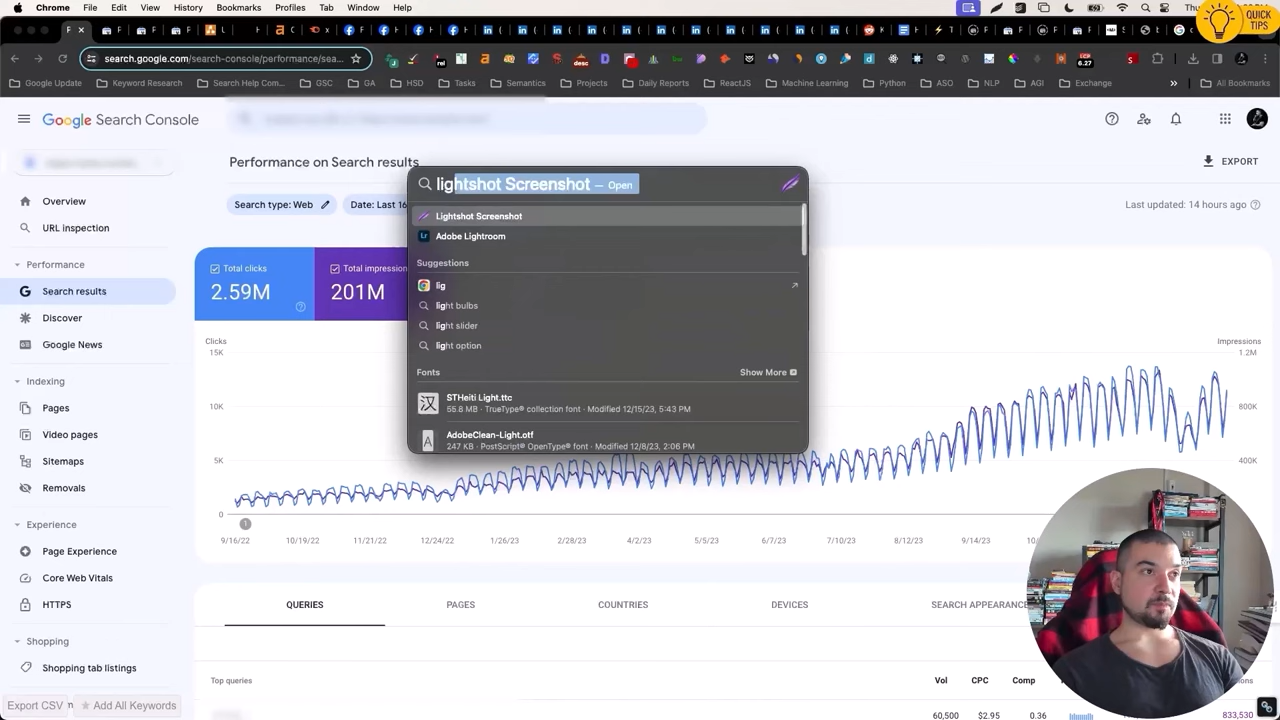 Chrome File Edit View History Bookmarks Profiles Tab Window Help
QUICK
TIPS
search.google.com/search-console/performance/sea...
desc
6.27
Google Update
Keyword Research
Search Help Com...
GSC
GA
HSD
Tasks
Semantics
Projects
Daily Reports
ReactJS
Machine Learning
Python
ASO
NLP
AGI
Exchange
»
All Bookmarks
Google Search Console
Performance on Search results
EXPORT
Search type: Web
Date: Last 16
Last updated: 14 hours ago
lightshot Screenshot — Open
Lightshot Screenshot
Adobe Lightroom
Suggestions
lig
light bulbs
light slider
light option
Fonts
Show More
STHeiti Light.ttc
55.8 MB · TrueType® collection font · Modified 12/15/23, 5:43 PM
AdobeClean-Light.otf
247 KB · PostScript® OpenType® font · Modified 12/8/23, 2:06 PM
Overview
URL inspection
Performance
Search results
Discover
Google News
Indexing
Pages
Video pages
Sitemaps
Removals
Experience
Page Experience
Core Web Vitals
HTTPS
Shopping
Shopping tab listings
Export CSV
Add All Keywords
Total clicks
2.59M
Total impression
201M
Clicks
15K
10K
5K
0
Impressions
1.2M
800K
400K
1
9/16/22
10/19/22
11/21/22
12/24/22
1/26/23
2/28/23
4/2/23
5/5/23
6/7/23
7/10/23
8/12/23
9/14/23
QUERIES
PAGES
COUNTRIES
DEVICES
SEARCH APPEARANCE
Top queries
Vol
CPC
Comp
60,500
$2.95
0.36
833,530